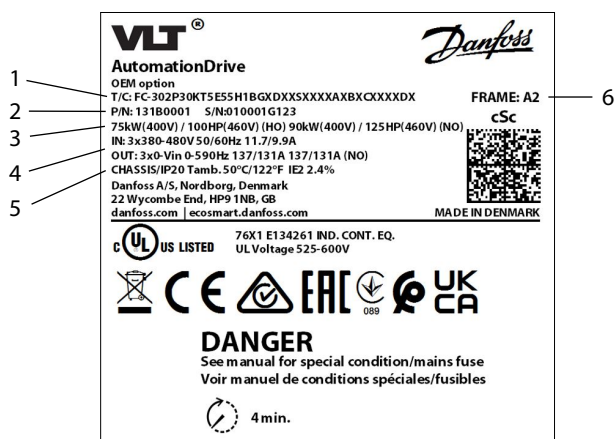 VLT®
Danfoss
AutomationDrive
OEM option
1
T/C: FC-302P30KT5E55H1BGXDXXSXXXXAXBXCXXXXDX
FRAME: A2
6
2
P/N: 131B0001 S/N:010001G123
cSc
3
75kW(400V) / 100HP(460V) (HO) 90kW(400V) / 125HP(460V) (NO)
IN: 3x380-480V 50/60Hz 11.7/9.9A
4
OUT: 3x0-Vin 0-590Hz 137/131A 137/131A (NO)
5
CHASSIS/IP20 Tamb. 50°C/122°F IE2 2.4%
Danfoss A/S, Nordborg, Denmark
22 Wycombe End, HP9 1NB, GB
danfoss.com | ecosmart.danfoss.com
MADE IN DENMARK
c UL US LISTED
76X1 E134261 IND. CONT. EQ.
UL Voltage 525-600V
CE
EAC
089
UK
CA
DANGER
See manual for special condition/mains fuse
Voir manuel de conditions spéciales/fusibles
4 min.